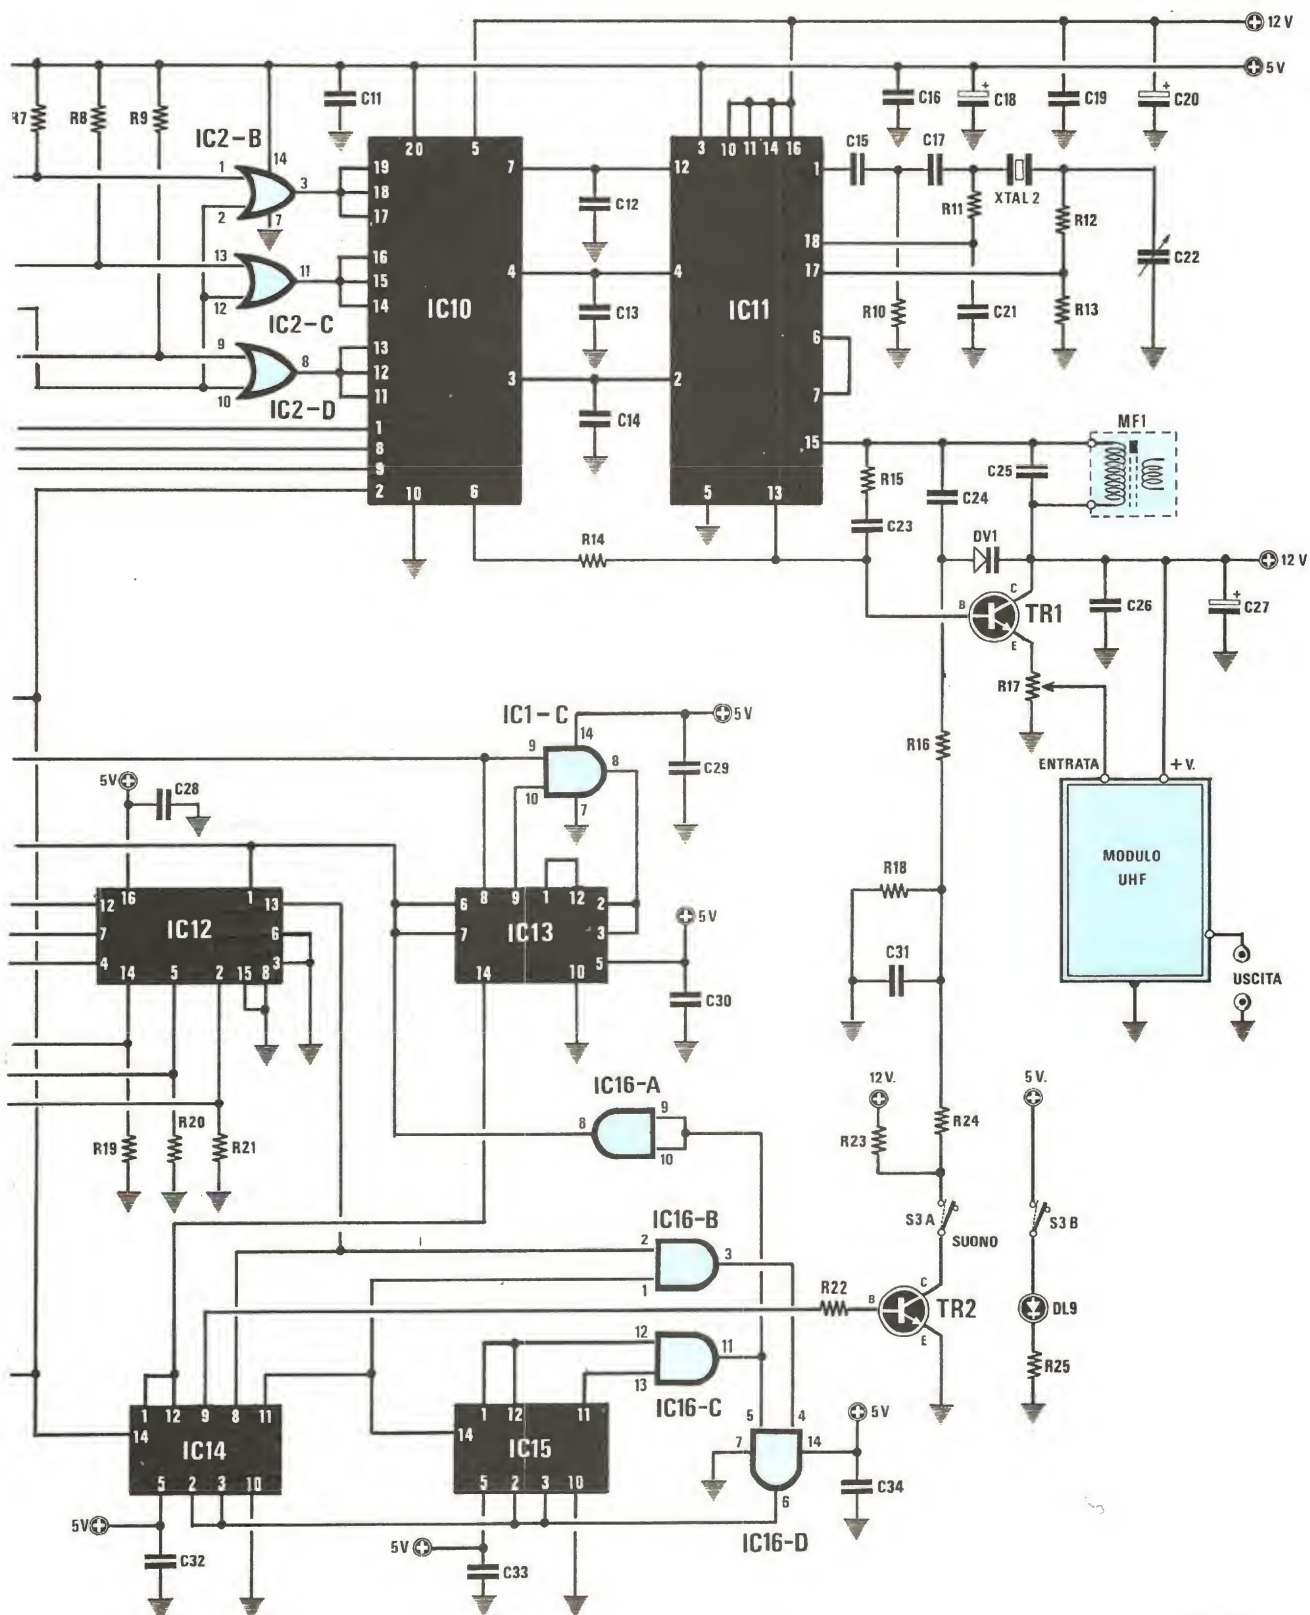 12 V
5 V
R7 R8 R9 C11 C16 C18 + C19 C20 +
IC2-B
1 14 3 2 7
20 5 3 10 11 14 16
C15 C17 XTAL 2
19 18 17 7 C12 12 1
R11 R12 C22
13 11 12
IC2-C
16 15 14 4 C13 4 18 17
IC10 IC11
R10 C21 R13
9 8 10
IC2-D
13 12 11 3 C14 2 6 7
1 8 9 2 10 6 15 5 13
MF1
R15 C24 C25
C23
R14 DV1
12 V
B C E TR1 C26 C27 +
R17
IC1-C
9 14 8 10 7
5 V
C29
R16
ENTRATA + V.
5V
C28
MODULO
UHF
R18
16 1 12 13 7 6 4 3 14 5 2 15 8
IC12
8 9 1 12 6 2 7 3 5 14 10
IC13
5 V
C30
C31
USCITA
R19 R20 R21
IC16-A
8 9 10
12 V.
5 V.
R23 R24
S3 A
SUONO
S3 B
IC16-B
2 3 1
R22
B C E TR2
DL9
R25
12 11 13
IC16-C
1 12 9 8 11 14
IC14
5 2 3 10
1 12 11 14
IC15
5 2 3 10
5 4 7 14 6
5 V
C34
IC16-D
5V
C32
5V
C33